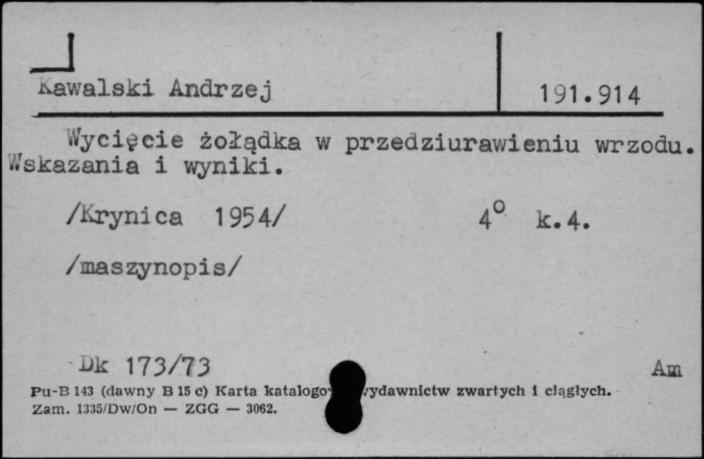 Kawalski Andrzej
191.914
Wycięcie żołądka w przedziurawieniu wrzodu.
Wskazania i wyniki.
/Krynica 1954/ 4° k.4.
/maszynopis/
Dk 173/73 Am
Pu-B 143 (dawny B 15 c) Karta katalogo wydawnictw zwartych i ciągłych.
Zam. 1335/Dw/On — ZGG — 3062.